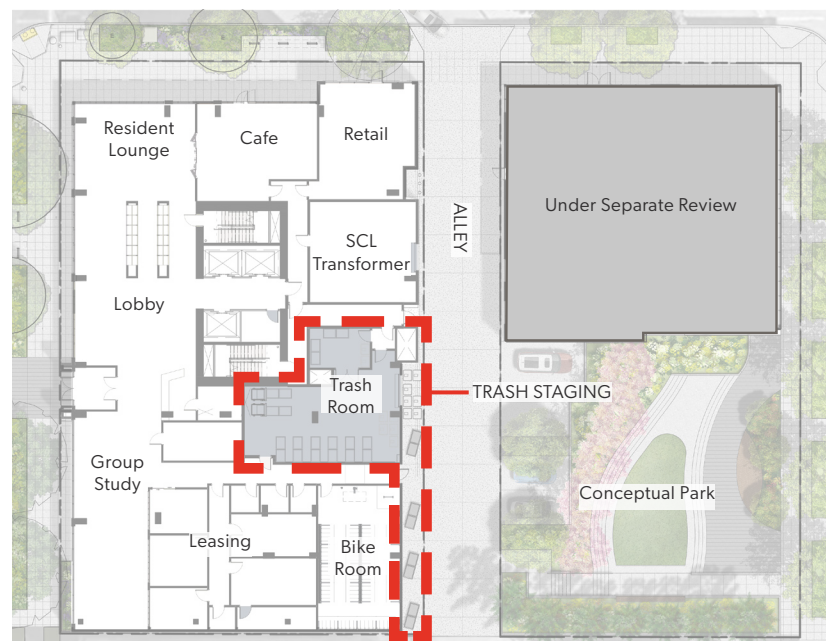 Resident
Lounge
Cafe
Retail
ALLEY
Under Separate Review
SCL
Transformer
Lobby
Trash
Room
TRASH STAGING
Group
Study
Conceptual Park
Leasing
Bike
Room